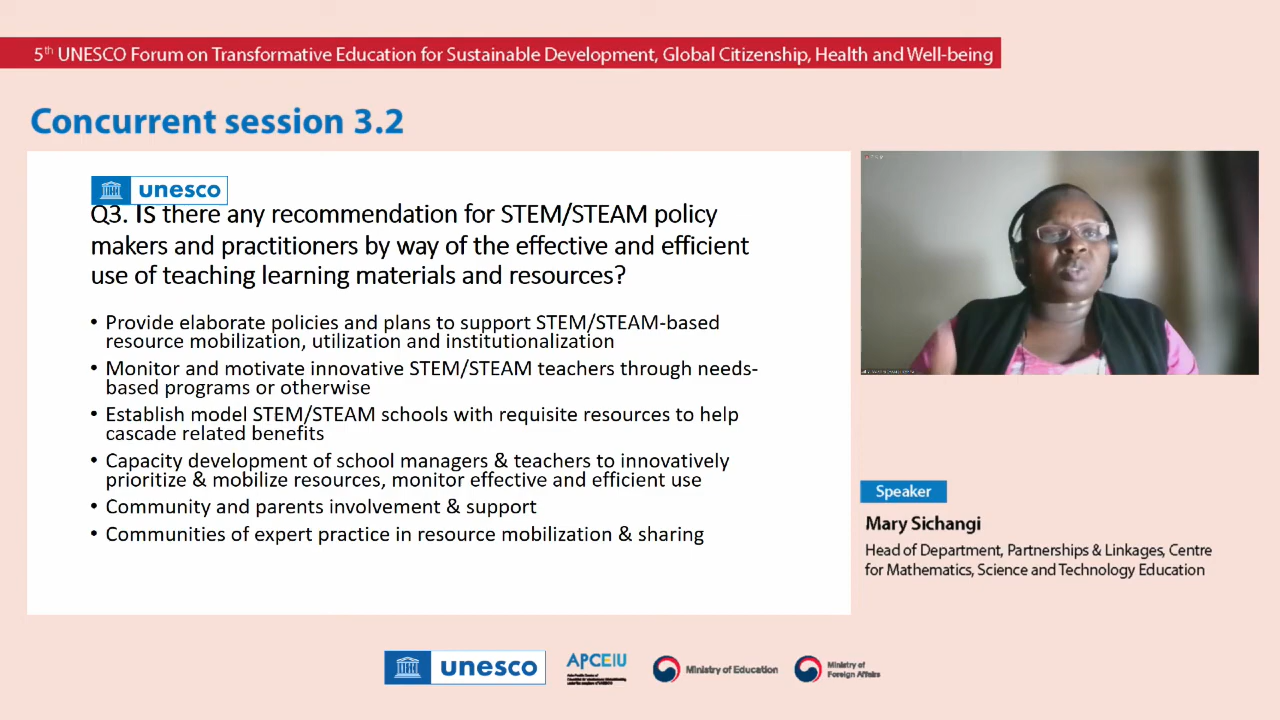 5th UNESCO Forum on Transformative Education for Sustainable Development, Global Citizenship, Health and Well-being
Concurrent session 3.2
unesco
Q3. IS there any recommendation for STEM/STEAM policy
makers and practitioners by way of the effective and efficient
use of teaching learning materials and resources?
• Provide elaborate policies and plans to support STEM/STEAM-based
resource mobilization, utilization and institutionalization
• Monitor and motivate innovative STEM/STEAM teachers through needs-
based programs or otherwise
• Establish model STEM/STEAM schools with requisite resources to help
cascade related benefits
• Capacity development of school managers & teachers to innovatively
prioritize & mobilize resources, monitor effective and efficient use
• Community and parents involvement & support
• Communities of expert practice in resource mobilization & sharing
Speaker
Mary Sichangi
Head of Department, Partnerships & Linkages, Centre
for Mathematics, Science and Technology Education
unesco
APCEIU
Ministry of Education
Ministry of
Foreign Affairs